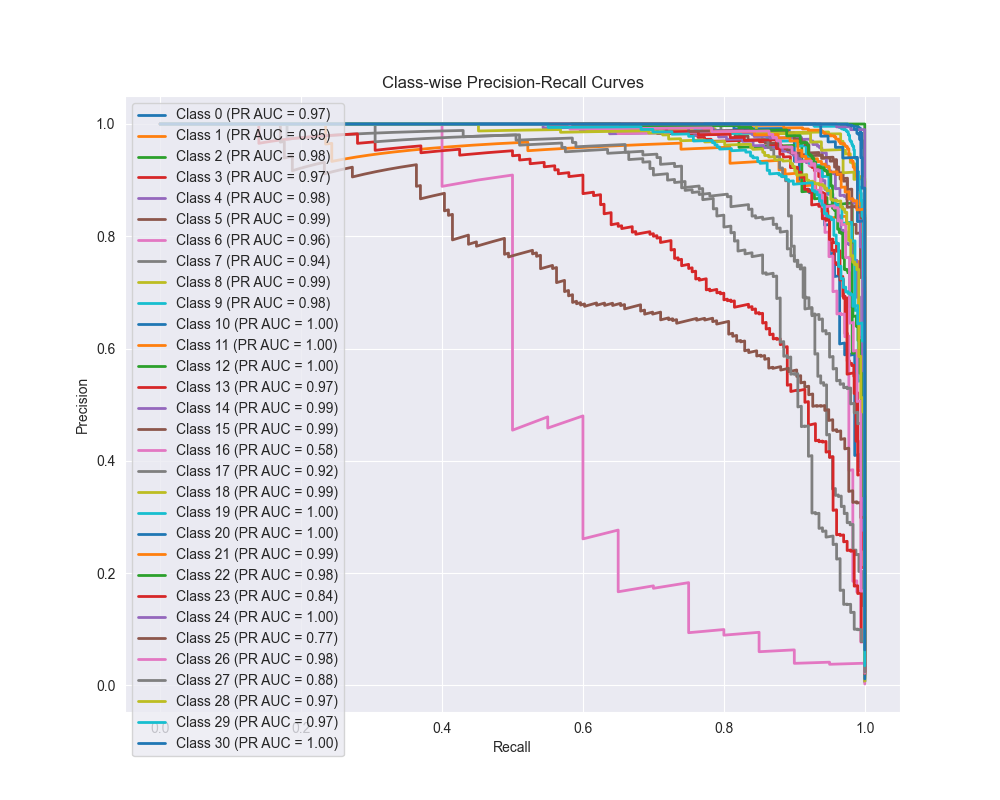 Class-wise Precision-Recall Curves
1.0
0.8
0.6
0.4
0.2
0.0
Precision
Class 0 (PR AUC = 0.97)
Class 1 (PR AUC = 0.95)
Class 2 (PR AUC = 0.98)
Class 3 (PR AUC = 0.97)
Class 4 (PR AUC = 0.98)
Class 5 (PR AUC = 0.99)
Class 6 (PR AUC = 0.96)
Class 7 (PR AUC = 0.94)
Class 8 (PR AUC = 0.99)
Class 9 (PR AUC = 0.98)
Class 10 (PR AUC = 1.00)
Class 11 (PR AUC = 1.00)
Class 12 (PR AUC = 1.00)
Class 13 (PR AUC = 0.97)
Class 14 (PR AUC = 0.99)
Class 15 (PR AUC = 0.99)
Class 16 (PR AUC = 0.58)
Class 17 (PR AUC = 0.92)
Class 18 (PR AUC = 0.99)
Class 19 (PR AUC = 1.00)
Class 20 (PR AUC = 1.00)
Class 21 (PR AUC = 0.99)
Class 22 (PR AUC = 0.98)
Class 23 (PR AUC = 0.84)
Class 24 (PR AUC = 1.00)
Class 25 (PR AUC = 0.77)
Class 26 (PR AUC = 0.98)
Class 27 (PR AUC = 0.88)
Class 28 (PR AUC = 0.97)
Class 29 (PR AUC = 0.97)
Class 30 (PR AUC = 1.00)
0.0 0.2 0.4 0.6 0.8 1.0
Recall